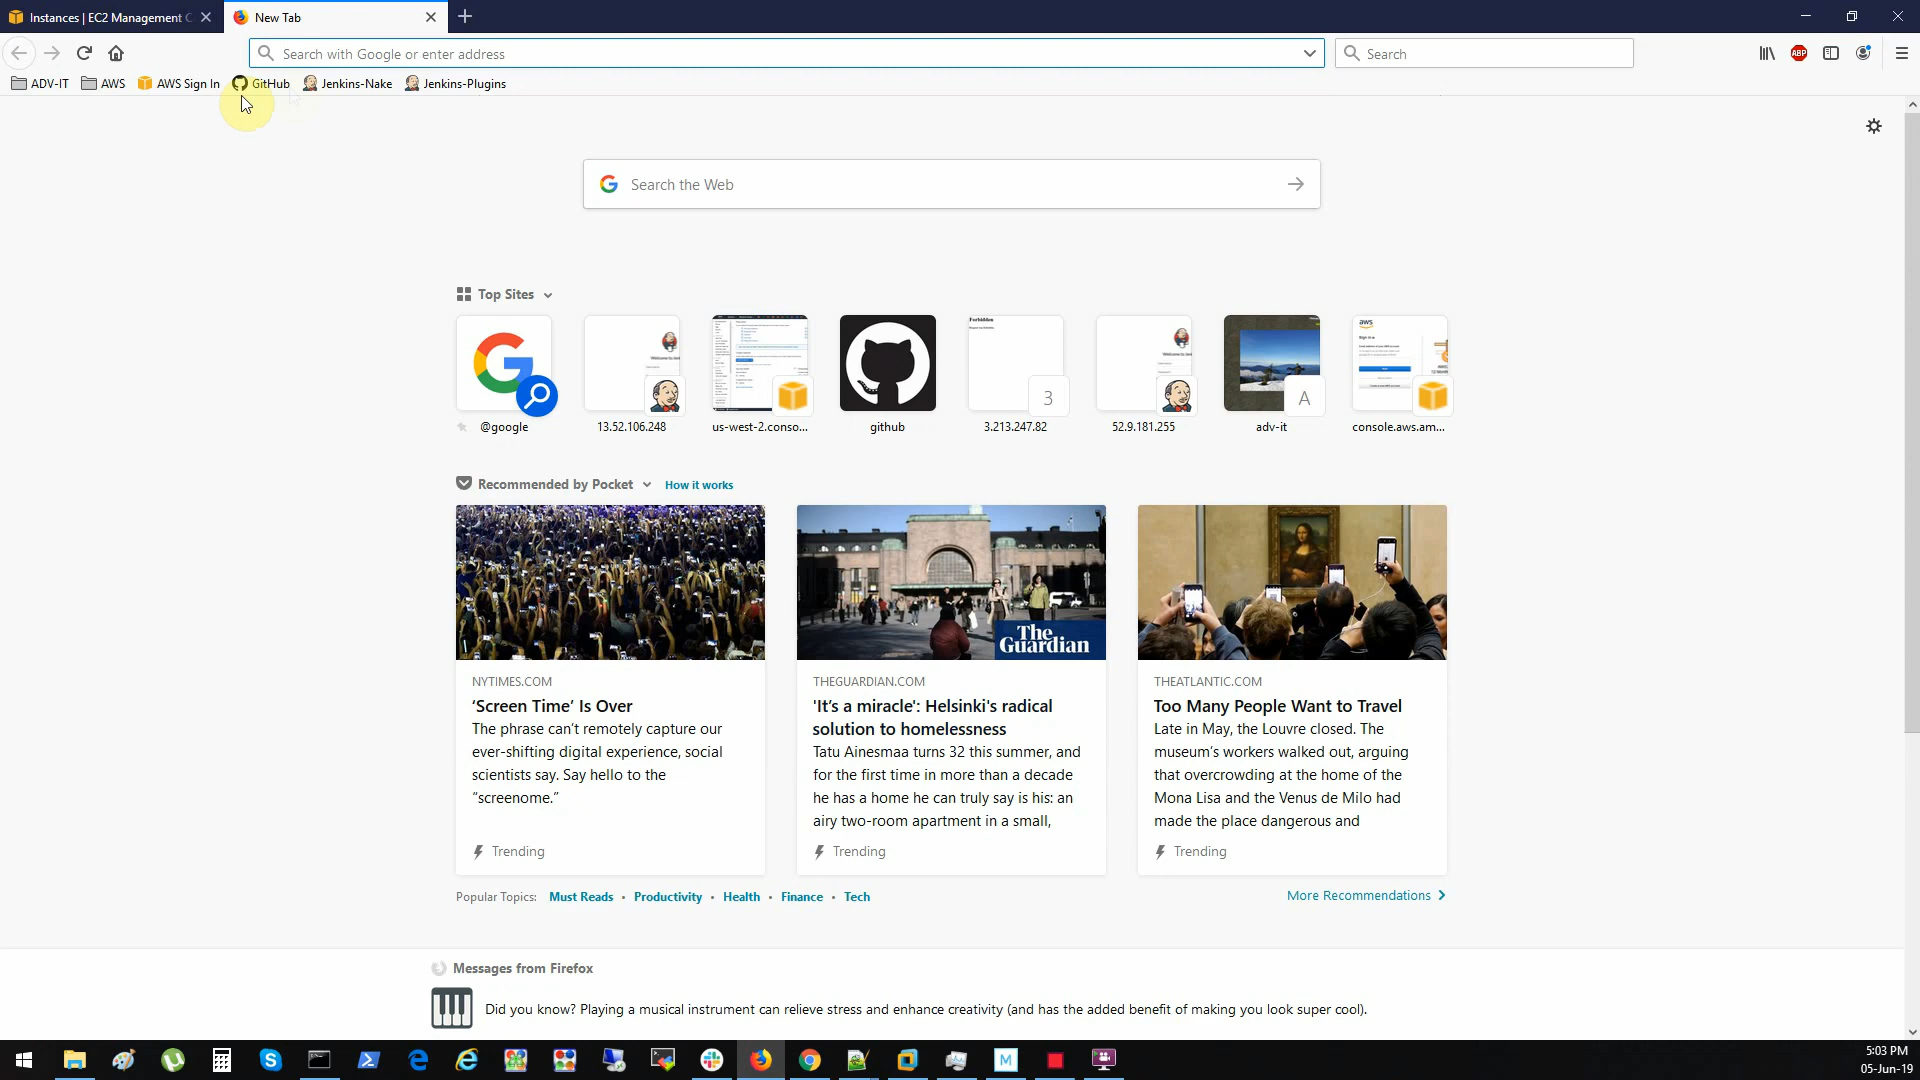 Instances | EC2 Management C
New Tab
Search with Google or enter address
Search
ABP
ADV-IT
AWS
AWS Sign In
GitHub
Jenkins-Nake
Jenkins-Plugins
Search the Web
Top Sites
Forbidden
aws
3
A
@google
13.52.106.248
us-west-2.conso...
github
3.213.247.82
52.9.181.255
adv-it
console.aws.am...
Recommended by Pocket
How it works
The
Guardian
NYTIMES.COM
‘Screen Time’ Is Over
The phrase can’t remotely capture our
ever-shifting digital experience, social
scientists say. Say hello to the
“screenome.”
Trending
THEGUARDIAN.COM
'It’s a miracle': Helsinki's radical
solution to homelessness
Tatu Ainesmaa turns 32 this summer, and
for the first time in more than a decade
he has a home he can truly say is his: an
airy two-room apartment in a small,
Trending
THEATLANTIC.COM
Too Many People Want to Travel
Late in May, the Louvre closed. The
museum’s workers walked out, arguing
that overcrowding at the home of the
Mona Lisa and the Venus de Milo had
made the place dangerous and
Trending
Popular Topics: Must Reads • Productivity • Health • Finance • Tech
More Recommendations
Messages from Firefox
Did you know? Playing a musical instrument can relieve stress and enhance creativity (and has the added benefit of making you look super cool).
M
5:03 PM
05-Jun-19